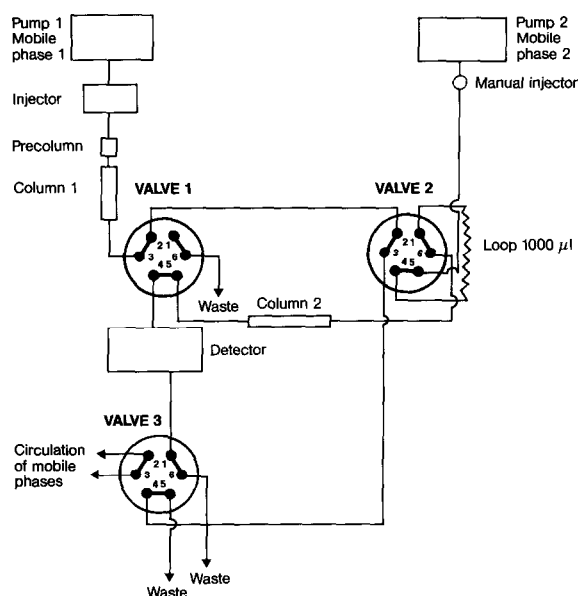 Pump 1
Mobile
phase 1
Pump 2
Mobile
phase 2
Injector
Manual injector
Precolumn
Column 1
VALVE 1
VALVE 2
2 1
3 6
4 5
2 1
3 6
4 5
Loop 1000 µl
Waste
Column 2
Detector
VALVE 3
Circulation
of mobile
phases
2 1
3 6
4 5
Waste
Waste